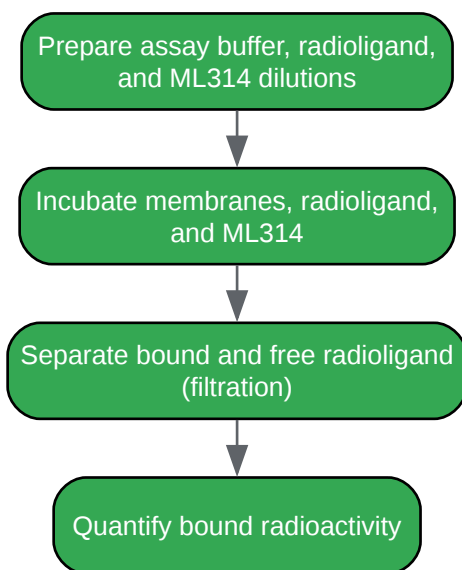 Prepare assay buffer, radioligand,
and ML314 dilutions
Incubate membranes, radioligand,
and ML314
Separate bound and free radioligand
(filtration)
Quantify bound radioactivity